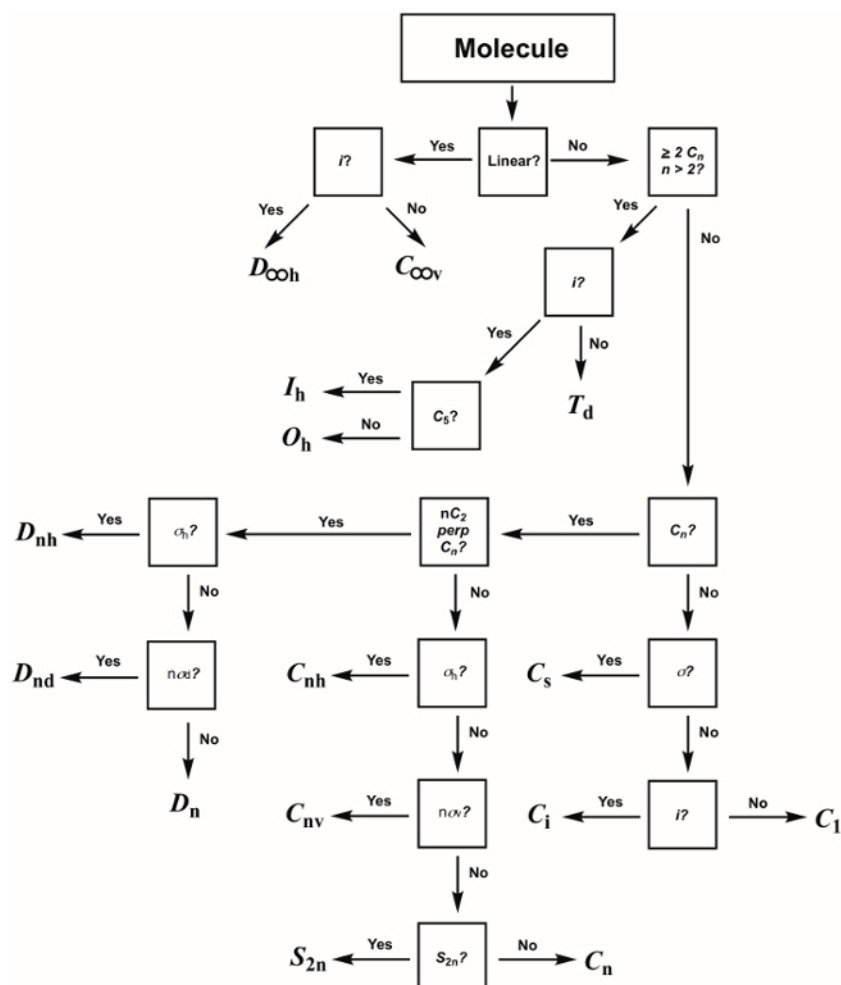 Molecule
i?
Yes
Linear?
No
≥ 2 Cn
n > 2?
Yes
No
Yes
No
D∞h
C∞v
i?
Yes
No
Ih
Yes
C5?
Td
Oh
No
Dnh
Yes
σh?
Yes
nC2
perp
Cn?
Yes
Cn?
No
No
No
Dnd
Yes
nσd?
Cnh
Yes
σh?
Cs
Yes
σ?
No
No
No
Dn
Cnv
Yes
nσv?
Ci
Yes
i?
No
C1
No
S2n
Yes
S2n?
No
Cn